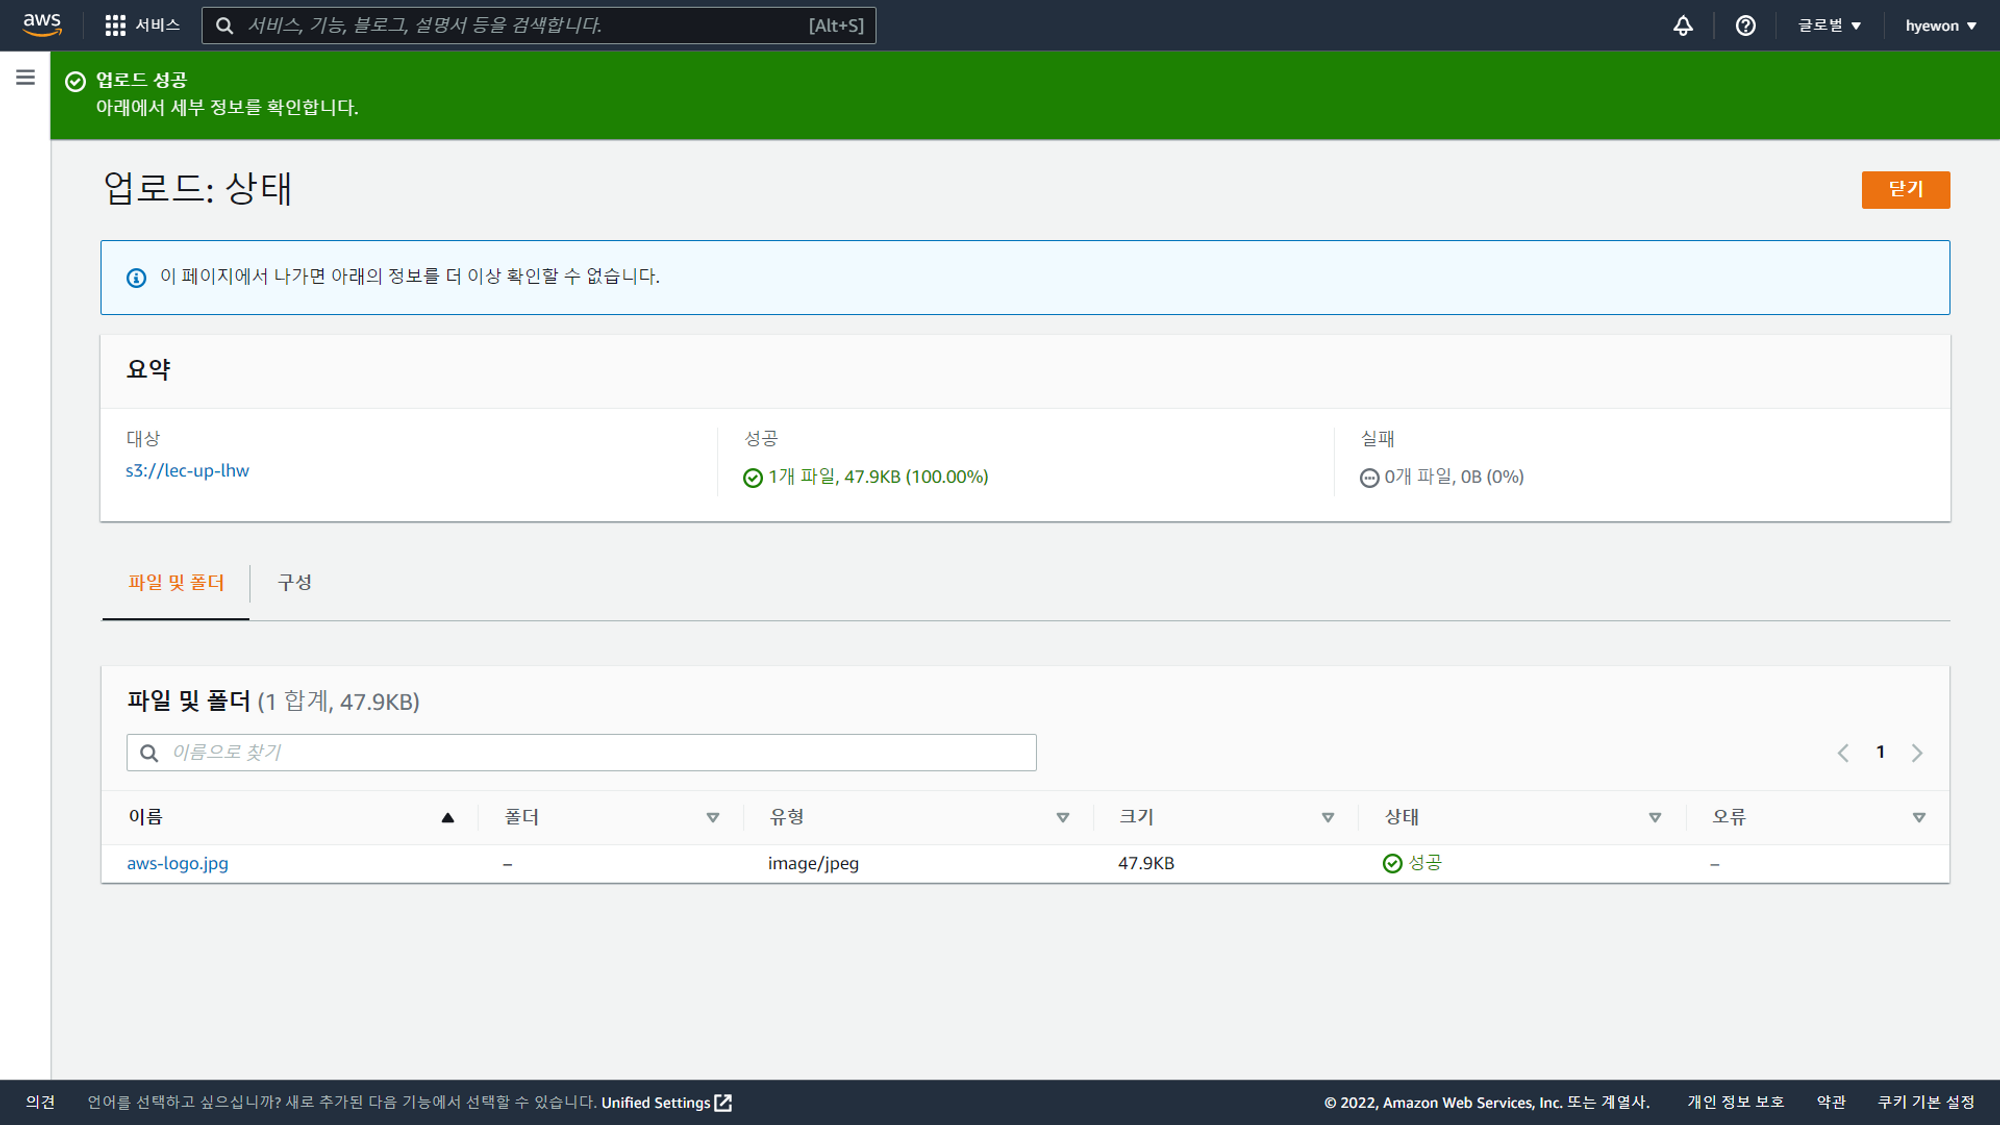 aws
서비스
서비스, 기능, 블로그, 설명서 등을 검색합니다.
[Alt+S]
글로벌
hyewon
업로드 성공
아래에서 세부 정보를 확인합니다.
업로드: 상태
닫기
이 페이지에서 나가면 아래의 정보를 더 이상 확인할 수 없습니다.
요약
대상
s3://lec-up-lhw
성공
1개 파일, 47.9KB (100.00%)
실패
0개 파일, 0B (0%)
파일 및 폴더
구성
파일 및 폴더 (1 합계, 47.9KB)
이름으로 찾기
1
이름 폴더 유형 크기 상태 오류
aws-logo.jpg – image/jpeg 47.9KB 성공 –
의견 언어를 선택하고 싶으십니까? 새로 추가된 다음 기능에서 선택할 수 있습니다. Unified Settings © 2022, Amazon Web Services, Inc. 또는 계열사. 개인 정보 보호 약관 쿠키 기본 설정